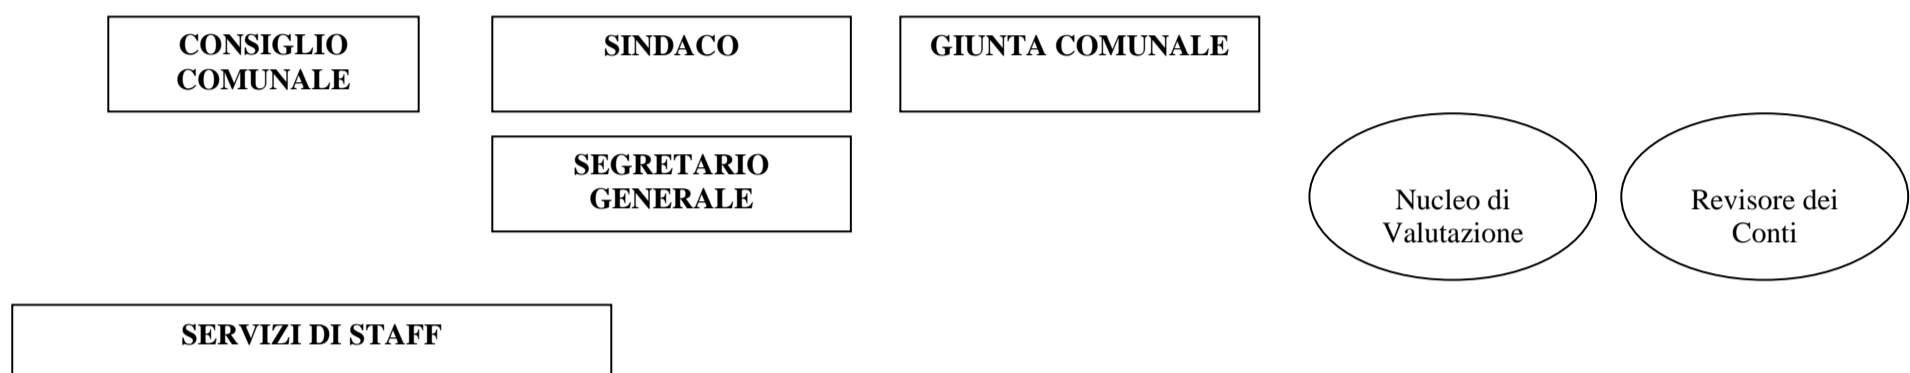 CONSIGLIO
COMUNALE
SINDACO
GIUNTA COMUNALE
SEGRETARIO
GENERALE
Nucleo di
Valutazione
Revisore dei
Conti
SERVIZI DI STAFF